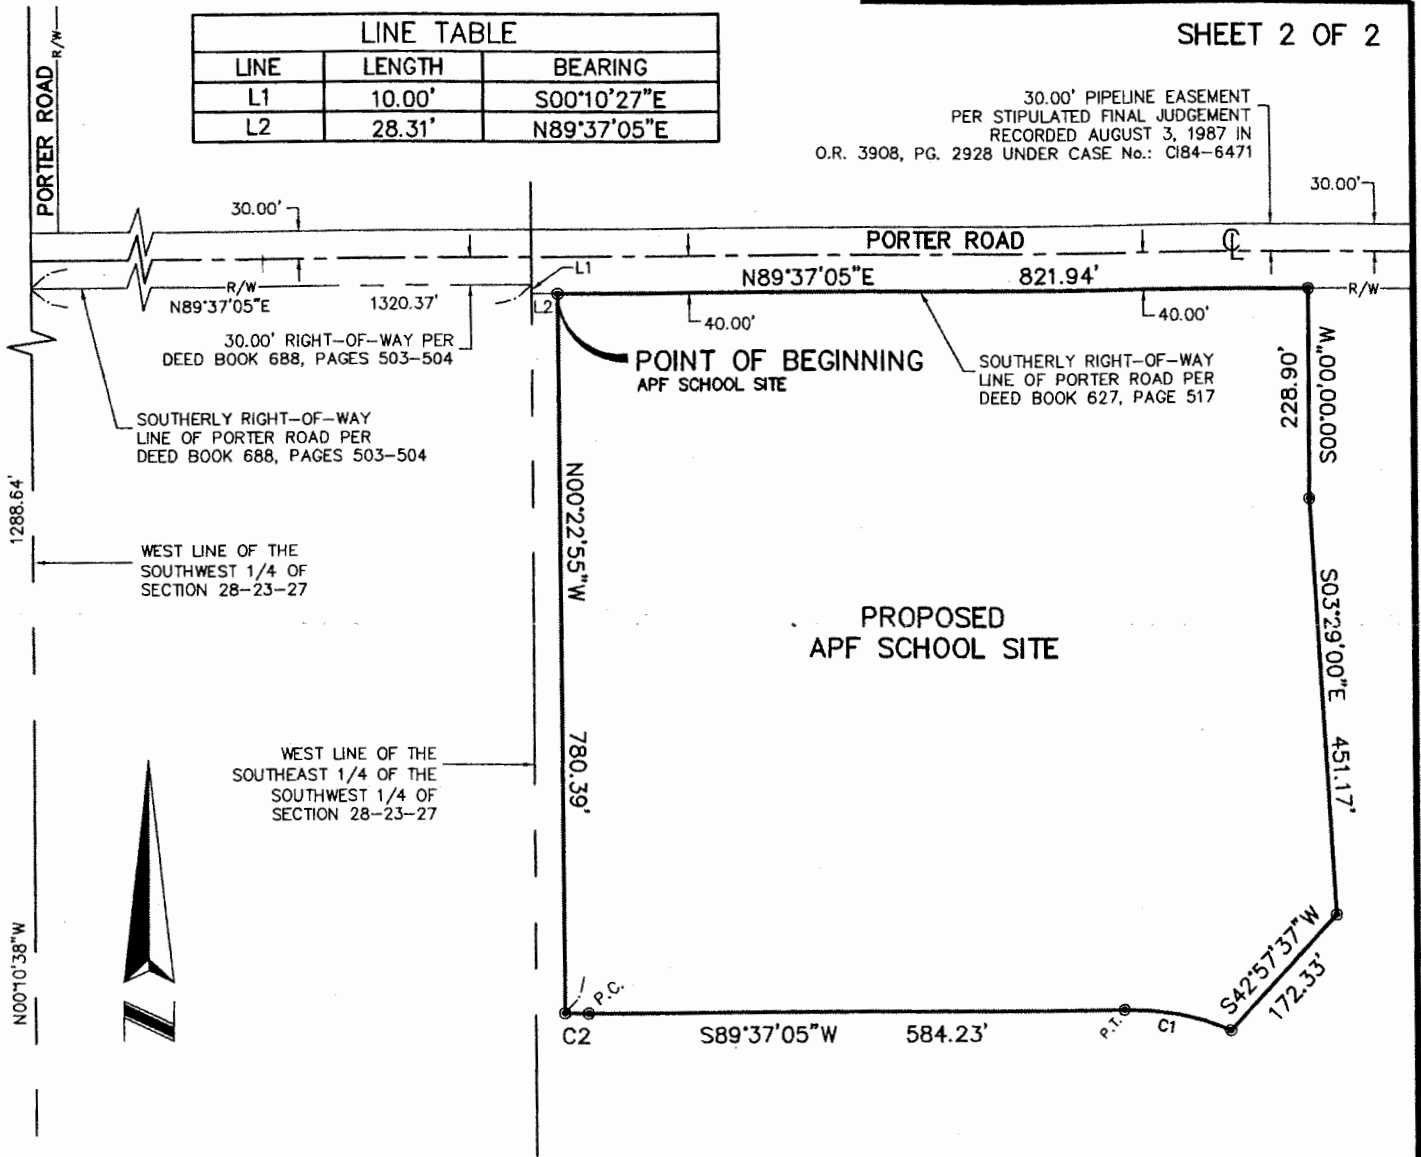 SHEET 2 OF 2
LINE TABLE
LINE LENGTH BEARING
L1 10.00' S00°10'27"E
L2 28.31' N89°37'05"E
30.00' PIPELINE EASEMENT
PER STIPULATED FINAL JUDGEMENT
RECORDED AUGUST 3, 1987 IN
O.R. 3908, PG. 2928 UNDER CASE No.: CI84-6471
PORTER ROAD
R/W
30.00'
30.00'
PORTER ROAD
CL
L1
N89°37'05"E 821.94'
R/W
R/W
N89°37'05"E 1320.37'
L2
40.00'
40.00'
30.00' RIGHT-OF-WAY PER
DEED BOOK 688, PAGES 503-504
POINT OF BEGINNING
APF SCHOOL SITE
SOUTHERLY RIGHT-OF-WAY
LINE OF PORTER ROAD PER
DEED BOOK 627, PAGE 517
S00°00'00"W
228.90'
SOUTHERLY RIGHT-OF-WAY
LINE OF PORTER ROAD PER
DEED BOOK 688, PAGES 503-504
1288.64'
N00°22'55"W
780.39'
WEST LINE OF THE
SOUTHWEST 1/4 OF
SECTION 28-23-27
PROPOSED
APF SCHOOL SITE
S03°29'00"E 451.17'
WEST LINE OF THE
SOUTHEAST 1/4 OF THE
SOUTHWEST 1/4 OF
SECTION 28-23-27
N00°10'38"W
N
S42°57'37"W
172.33'
P.C.
C2
S89°37'05"W 584.23'
P.T.
C1